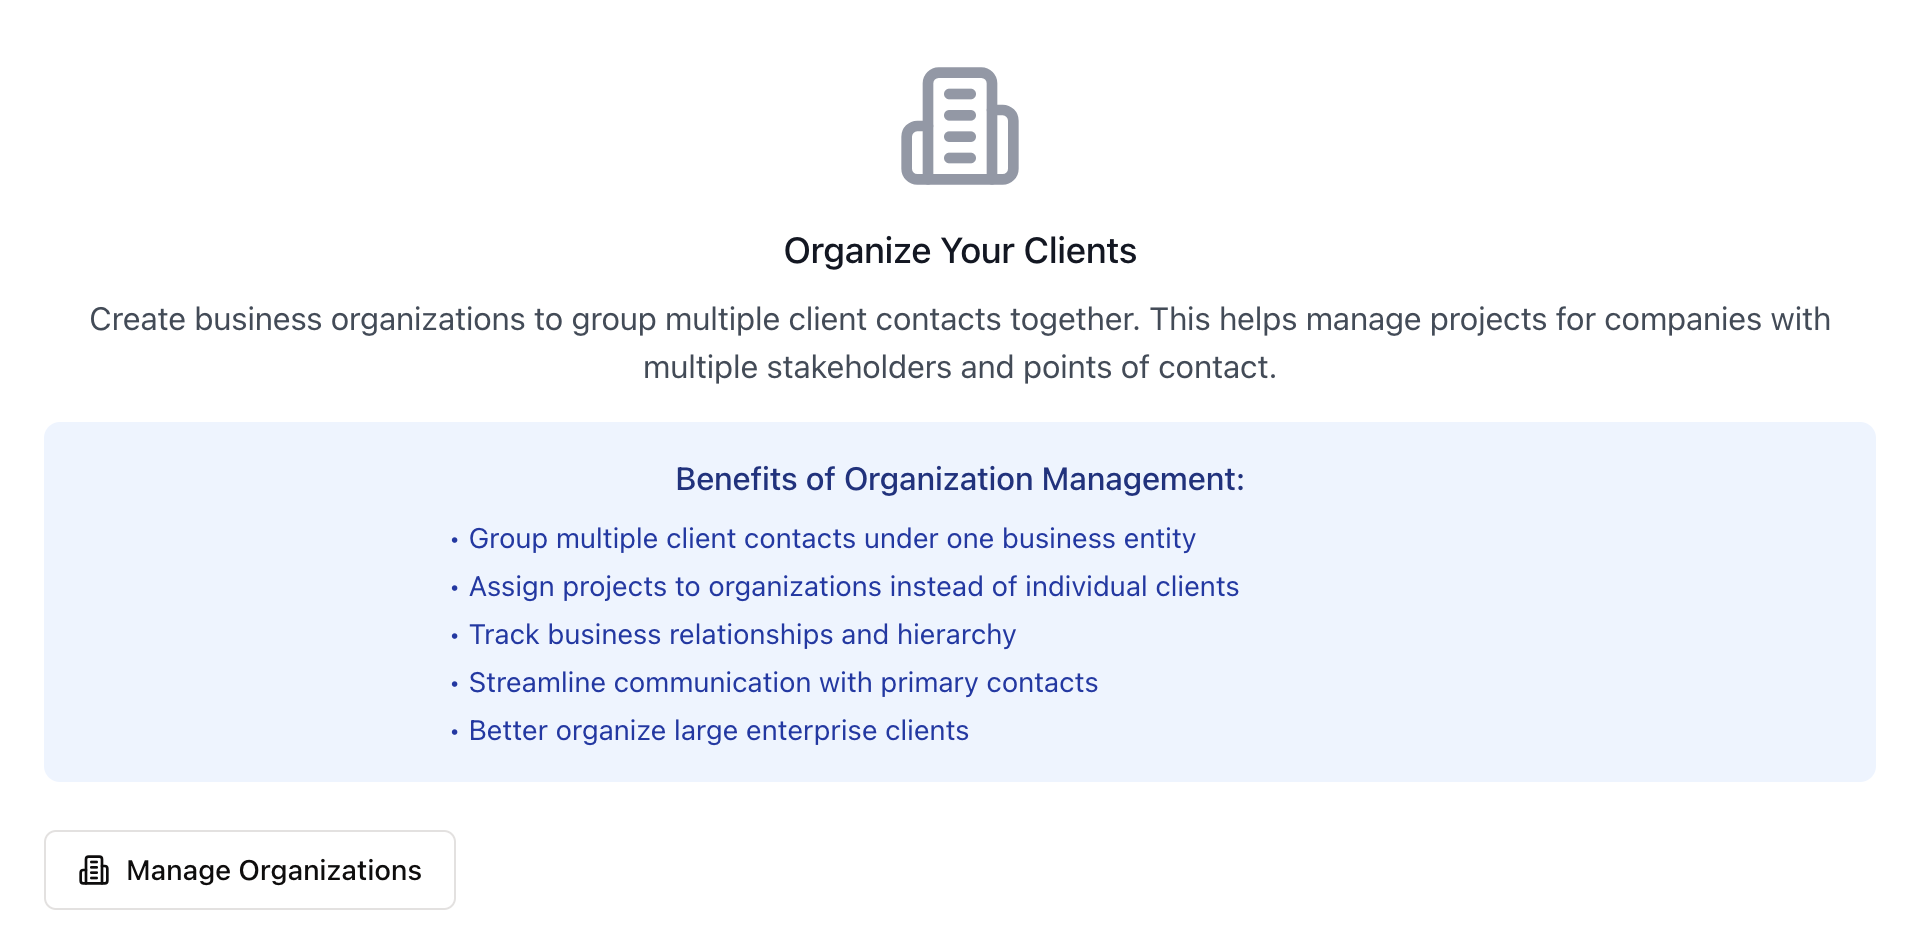 Organize Your Clients
Create business organizations to group multiple client contacts together. This helps manage projects for companies with
multiple stakeholders and points of contact.
Benefits of Organization Management:
• Group multiple client contacts under one business entity
• Assign projects to organizations instead of individual clients
• Track business relationships and hierarchy
• Streamline communication with primary contacts
• Better organize large enterprise clients
Manage Organizations